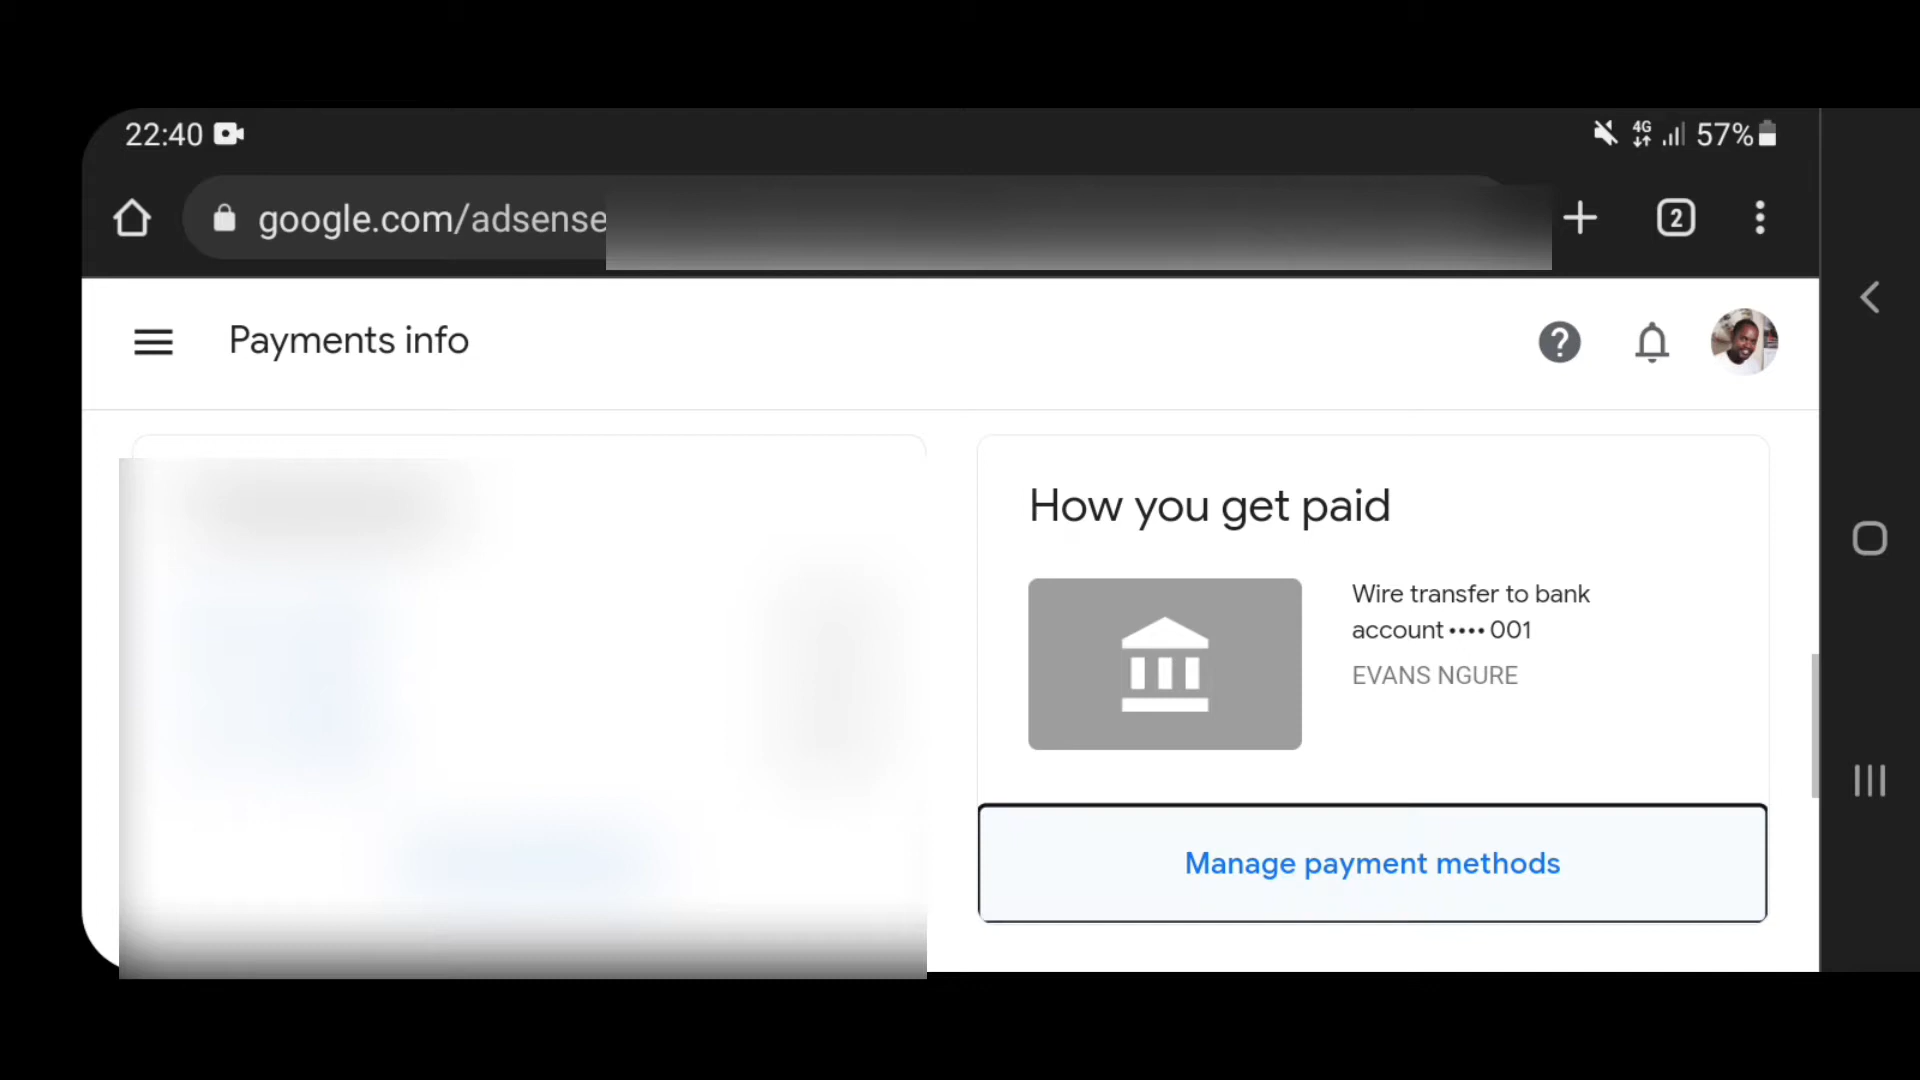 22:40
4G 57%
google.com/adsense
2
Payments info
?
How you get paid
Wire transfer to bank
account •••• 001
EVANS NGURE
Manage payment methods